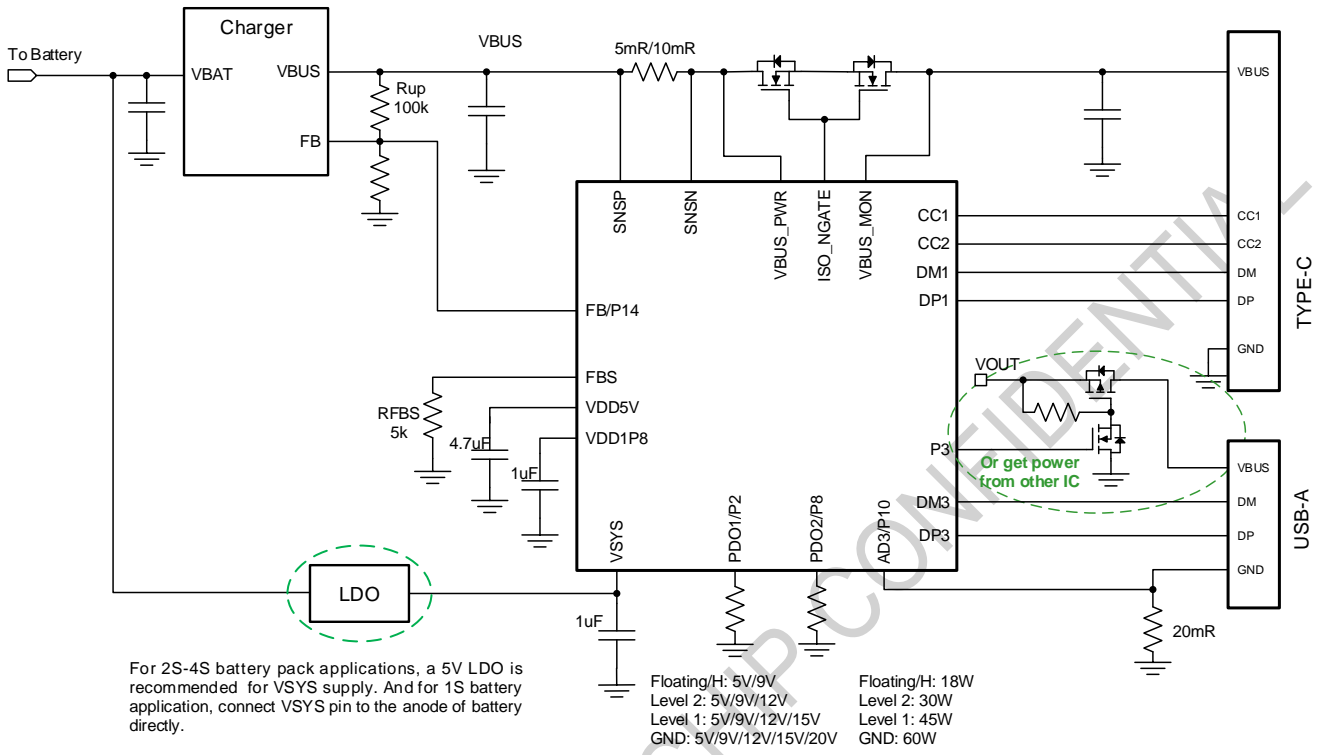 Charger
To Battery
VBAT
VBUS
FB
Rup
100k
VBUS
5mR/10mR
VBUS
CC1
CC2
DM
DP
GND
TYPE-C
SNSP
SNSN
VBUS_PWR
ISO_NGATE
VBUS_MON
CC1
CC2
DM1
DP1
FB/P14
FBS
VDD5V
VDD1P8
RFBS
5k
4.7uF
1uF
VOUT
P3
Or get power
from other IC
DM3
DP3
VBUS
DM
DP
GND
USB-A
VSYS
PDO1/P2
PDO2/P8
AD3/P10
LDO
1uF
20mR
For 2S-4S battery pack applications, a 5V LDO is
recommended for VSYS supply. And for 1S battery
application, connect VSYS pin to the anode of battery
directly.
Floating/H: 5V/9V
Level 2: 5V/9V/12V
Level 1: 5V/9V/12V/15V
GND: 5V/9V/12V/15V/20V
Floating/H: 18W
Level 2: 30W
Level 1: 45W
GND: 60W
CHIP CONFIDENTIAL